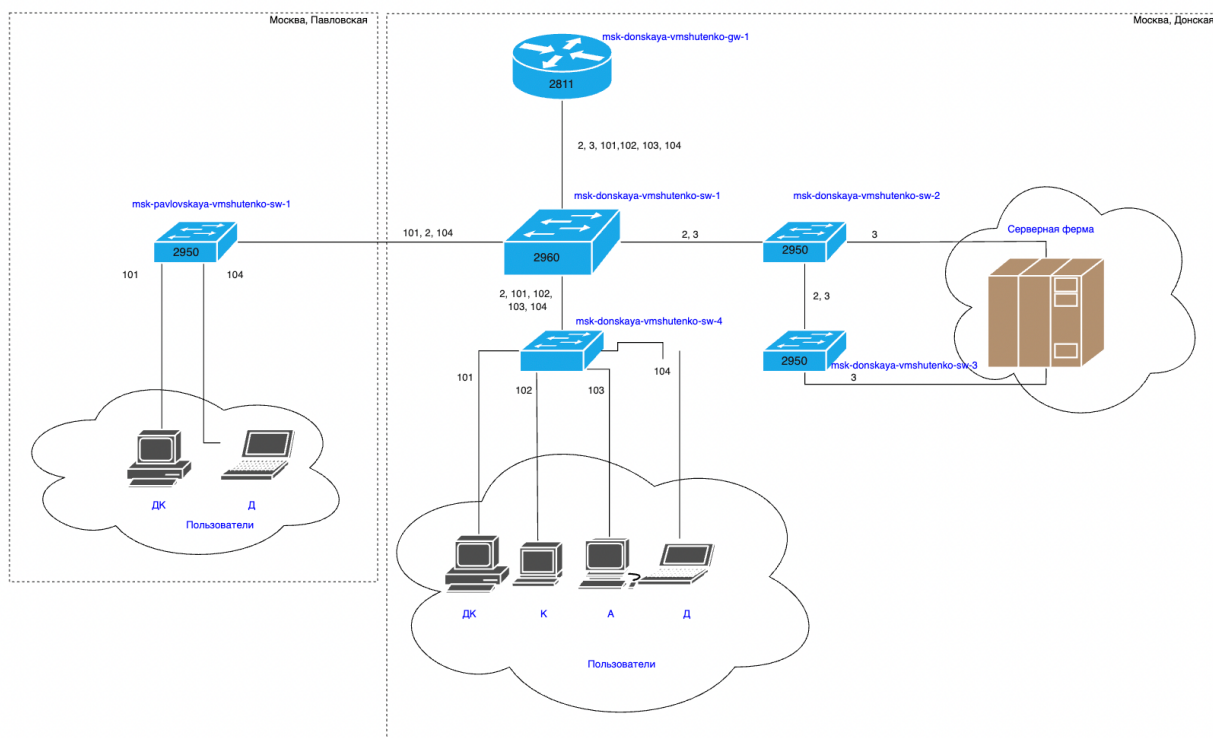 Москва, Павловская
Москва, Донская
msk-donskaya-vmshutenko-gw-1
2811
2, 3, 101,102, 103, 104
msk-pavlovskaya-vmshutenko-sw-1
msk-donskaya-vmshutenko-sw-1
msk-donskaya-vmshutenko-sw-2
2950
101, 2, 104
2960
2, 3
2950
3
Серверная ферма
101
104
2, 101, 102,
103, 104
2, 3
msk-donskaya-vmshutenko-sw-4
2950
msk-donskaya-vmshutenko-sw-3
3
101
102
103
104
ДК
Д
Пользователи
ДК
К
А
Д
Пользователи